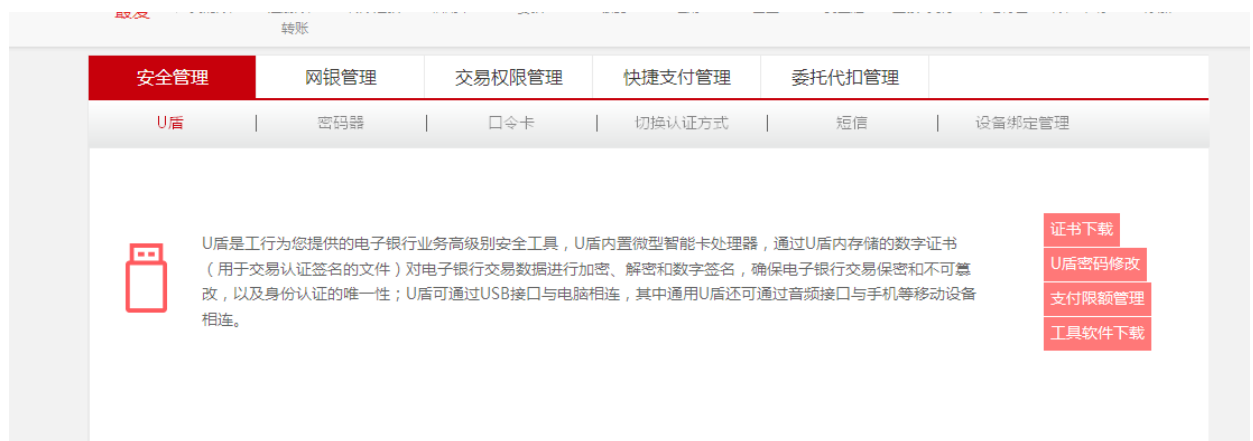 转账
安全管理 网银管理 交易权限管理 快捷支付管理 委托代扣管理
U盾 | 密码器 | 口令卡 | 切换认证方式 | 短信 | 设备绑定管理
U盾是工行为您提供的电子银行业务高级别安全工具，U盾内置微型智能卡处理器，通过U盾内存储的数字证书
（用于交易认证签名的文件）对电子银行交易数据进行加密、解密和数字签名，确保电子银行交易保密和不可篡
改，以及身份认证的唯一性；U盾可通过USB接口与电脑相连，其中通用U盾还可通过音频接口与手机等移动设备
相连。
证书下载
U盾密码修改
支付限额管理
工具软件下载